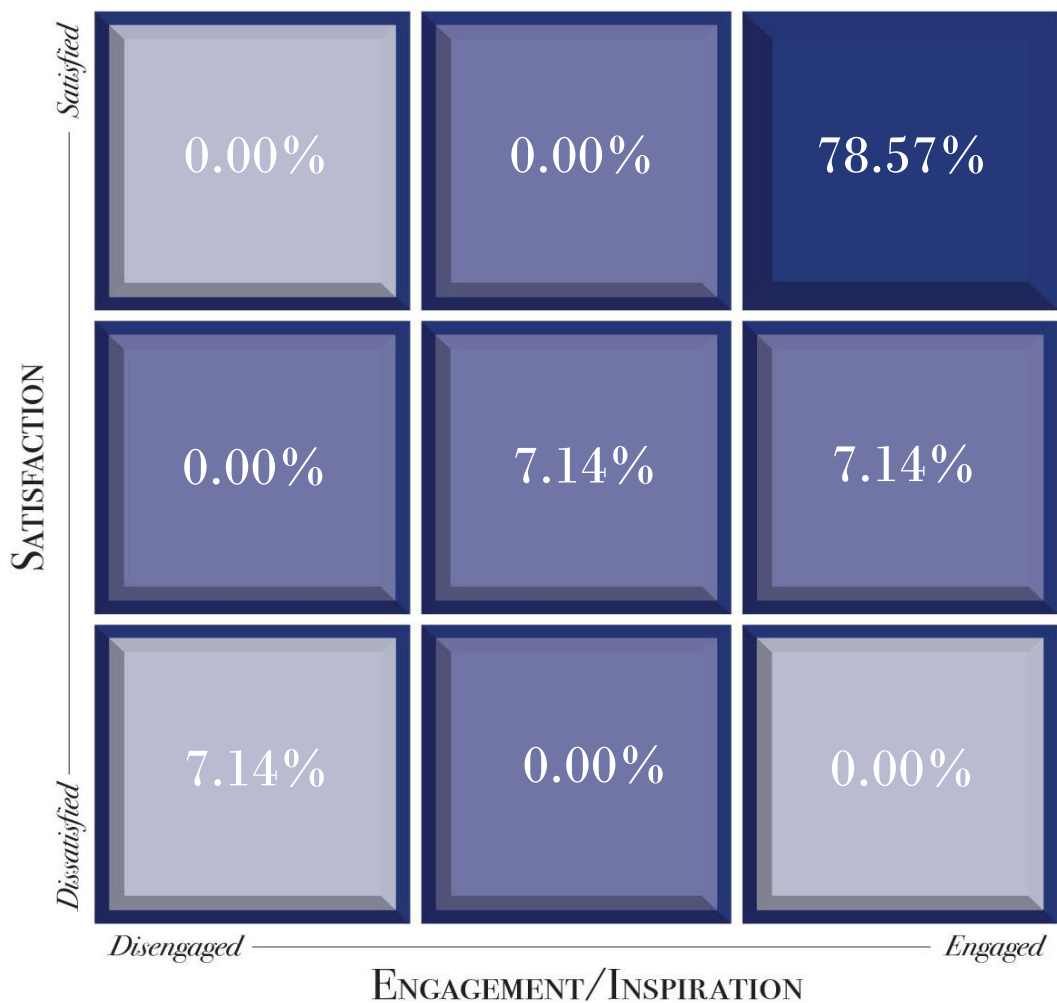 Satisfied
0.00% 0.00% 78.57%
SATISFACTION
0.00% 7.14% 7.14%
7.14% 0.00% 0.00%
Dissatisfied
Disengaged Engaged
ENGAGEMENT/INSPIRATION